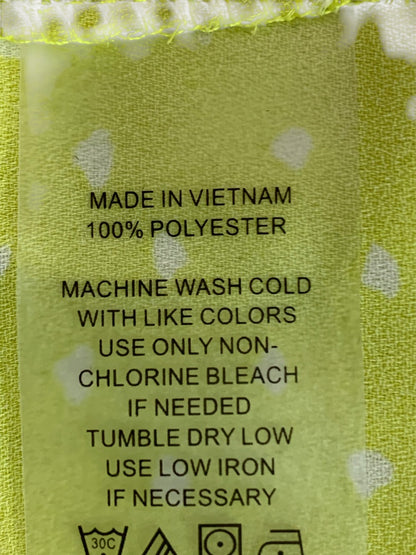 MADE IN VIETNAM
100% POLYESTER
MACHINE WASH COLD
WITH LIKE COLORS
USE ONLY NON-
CHLORINE BLEACH
IF NEEDED
TUMBLE DRY LOW
USE LOW IRON
IF NECESSARY
30C